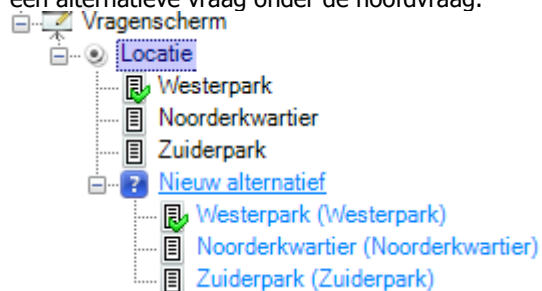 een alternatieve vraag onder de hoofdvraag.
Vragenscherm
Locatie
Westerpark
Noorderkwartier
Zuiderpark
Nieuw alternatief
Westerpark (Westerpark)
Noorderkwartier (Noorderkwartier)
Zuiderpark (Zuiderpark)